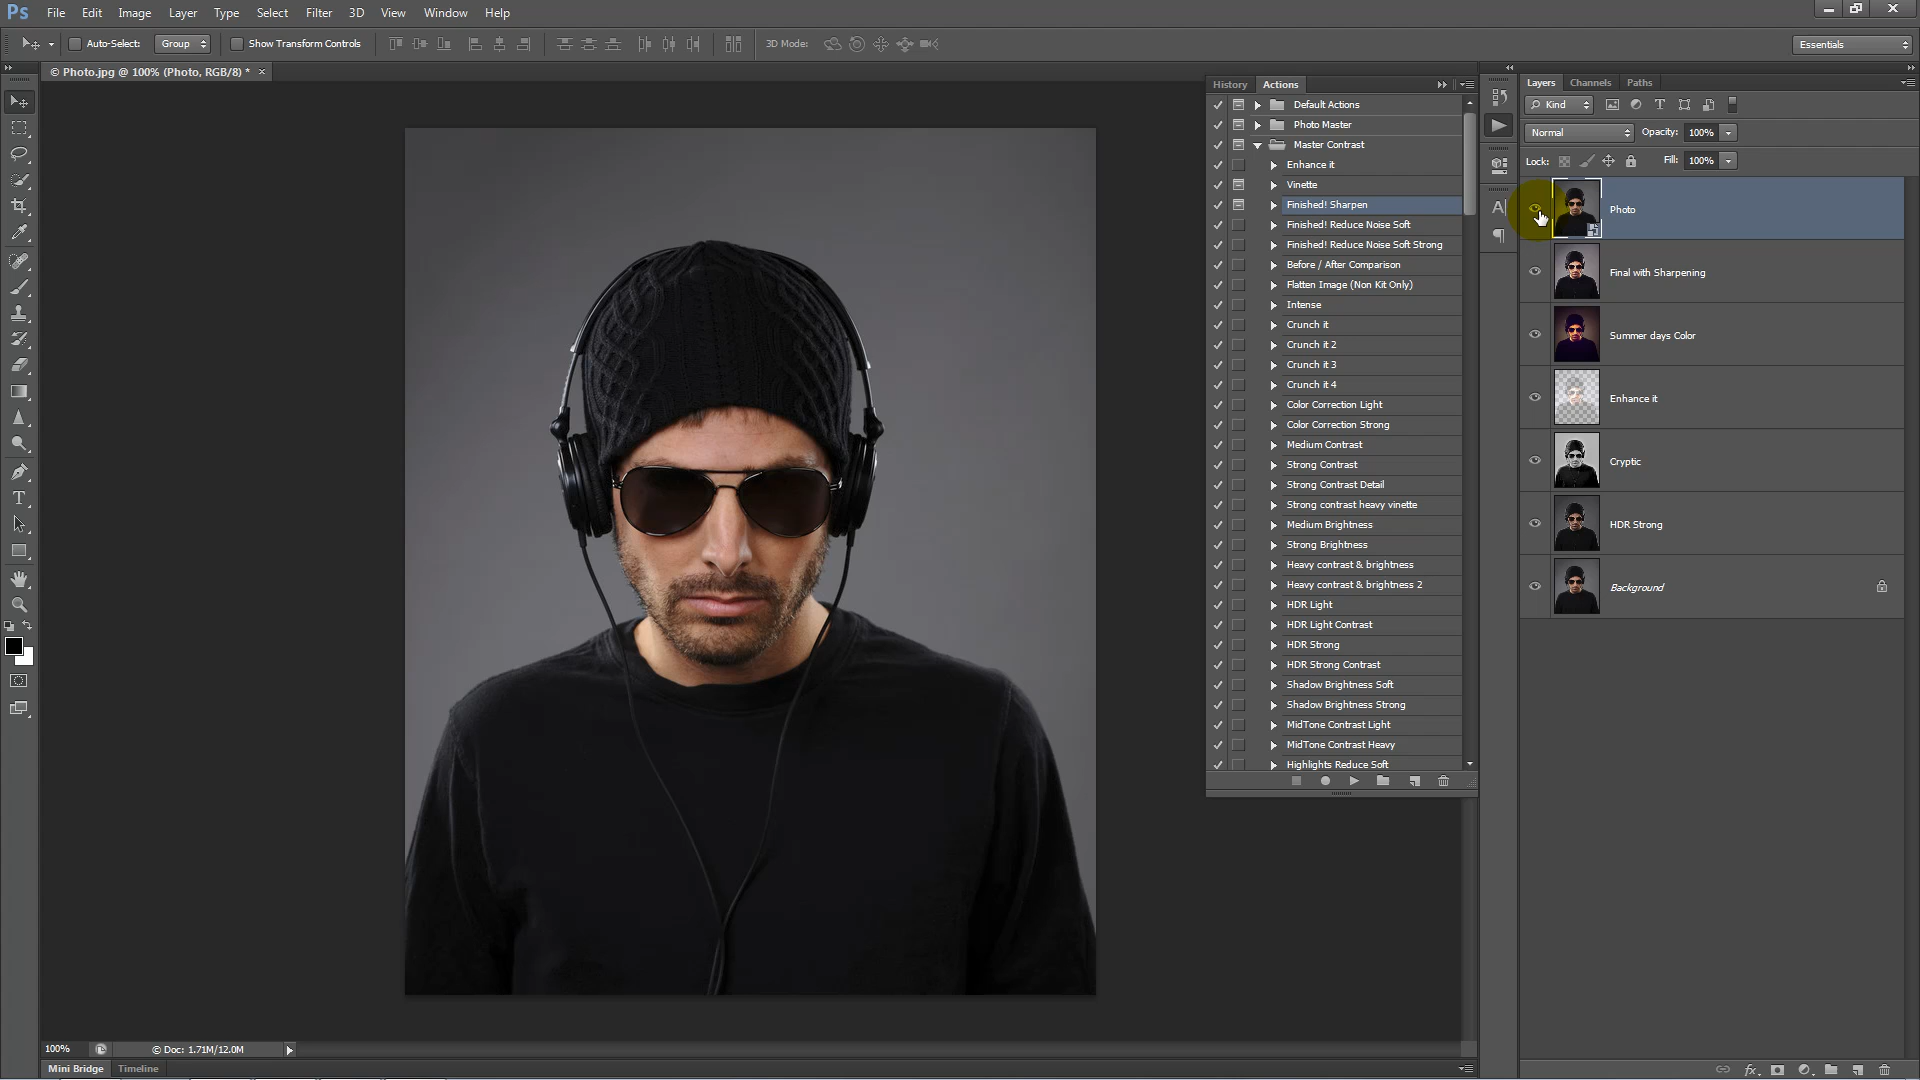 Ps File Edit Image Layer Type Select Filter 3D View Window Help
Auto-Select: Group Show Transform Controls 3D Mode: Essentials
© Photo.jpg @ 100% (Photo, RGB/8) *
History Actions
Default Actions
Photo Master
Master Contrast
Enhance it
Vinette
Finished! Sharpen
Finished! Reduce Noise Soft
Finished! Reduce Noise Soft Strong
Before / After Comparison
Flatten Image (Non Kit Only)
Intense
Crunch it
Crunch it 2
Crunch it 3
Crunch it 4
Color Correction Light
Color Correction Strong
Medium Contrast
Strong Contrast
Strong Contrast Detail
Strong contrast heavy vinette
Medium Brightness
Strong Brightness
Heavy contrast & brightness
Heavy contrast & brightness 2
HDR Light
HDR Light Contrast
HDR Strong
HDR Strong Contrast
Shadow Brightness Soft
Shadow Brightness Strong
MidTone Contrast Light
MidTone Contrast Heavy
Highlights Reduce Soft
Layers Channels Paths
Kind
Normal Opacity: 100%
Lock: Fill: 100%
Photo
Final with Sharpening
Summer days Color
Enhance it
Cryptic
HDR Strong
Background
100% © Doc: 1.71M/12.0M
Mini Bridge Timeline